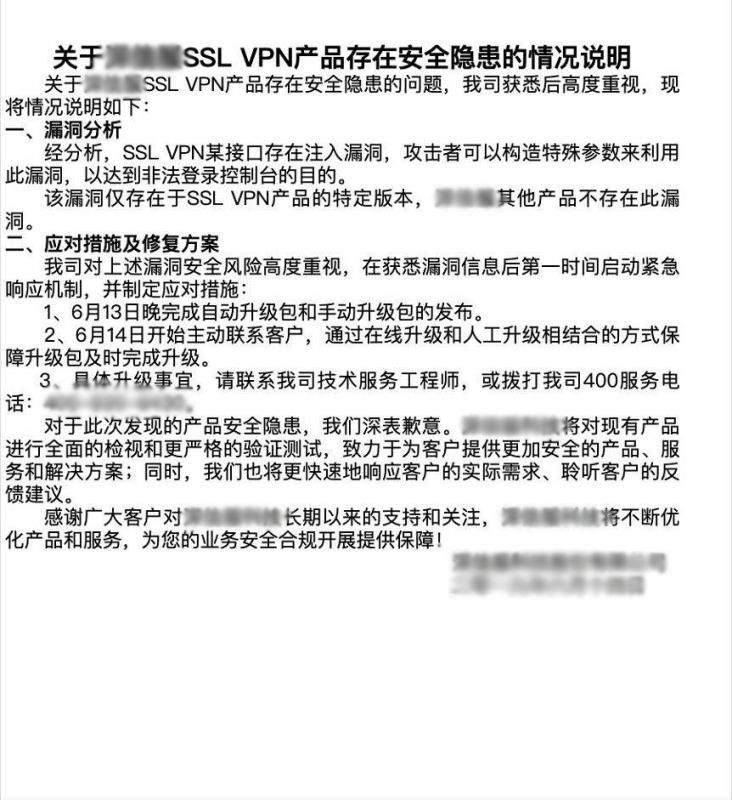 关于SSL VPN产品存在安全隐患的情况说明
关于SSL VPN产品存在安全隐患的问题，我司获悉后高度重视，现
将情况说明如下：
一、漏洞分析
经分析，SSL VPN某接口存在注入漏洞，攻击者可以构造特殊参数来利用
此漏洞，以达到非法登录控制台的目的。
该漏洞仅存在于SSL VPN产品的特定版本，其他产品不存在此漏
洞。
二、应对措施及修复方案
我司对上述漏洞安全风险高度重视，在获悉漏洞信息后第一时间启动紧急
响应机制，并制定应对措施：
1、6月13日晚完成自动升级包和手动升级包的发布。
2、6月14日开始主动联系客户，通过在线升级和人工升级相结合的方式保
障升级包及时完成升级。
3、具体升级事宜，请联系我司技术服务工程师，或拨打我司400服务电
话：
对于此次发现的产品安全隐患，我们深表歉意。将对现有产品
进行全面的检视和更严格的验证测试，致力于为客户提供更加安全的产品、服
务和解决方案；同时，我们也将更快速地响应客户的实际需求、聆听客户的反
馈建议。
感谢广大客户对长期以来的支持和关注，将不断优
化产品和服务，为您的业务安全合规开展提供保障！